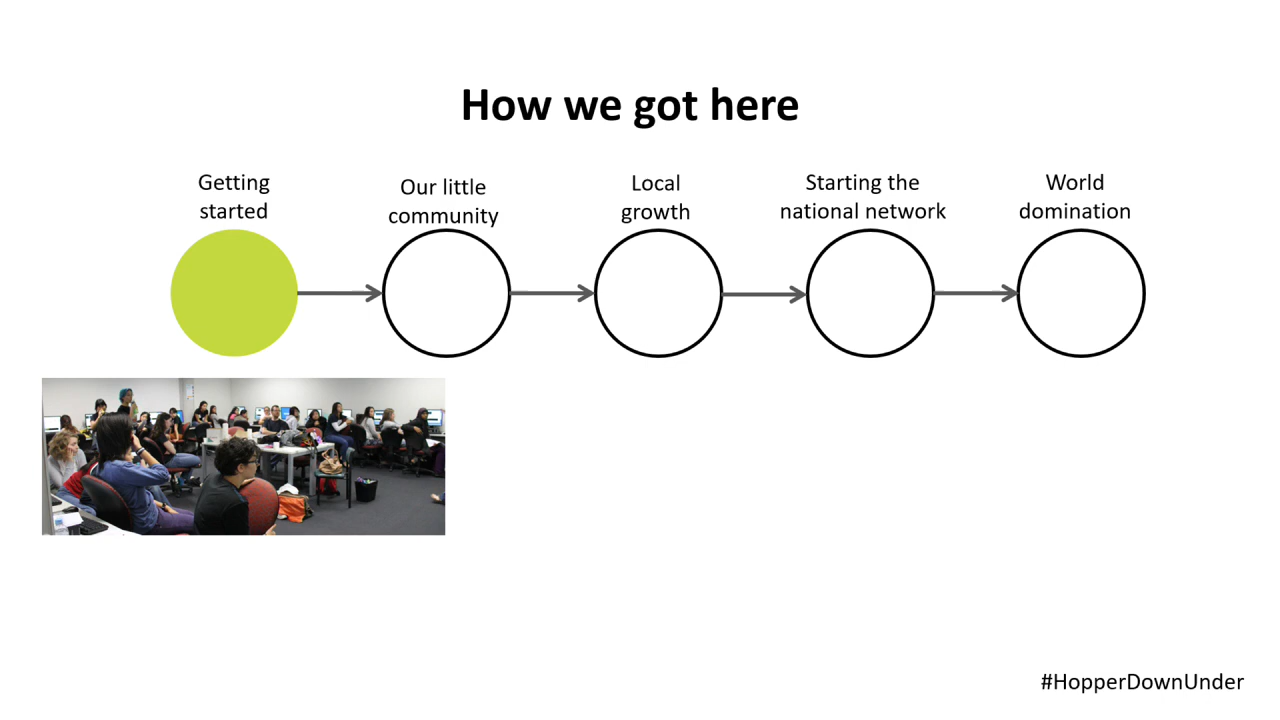 How we got here
Getting
started
Our little
community
Local
growth
Starting the
national network
World
domination
#HopperDownUnder